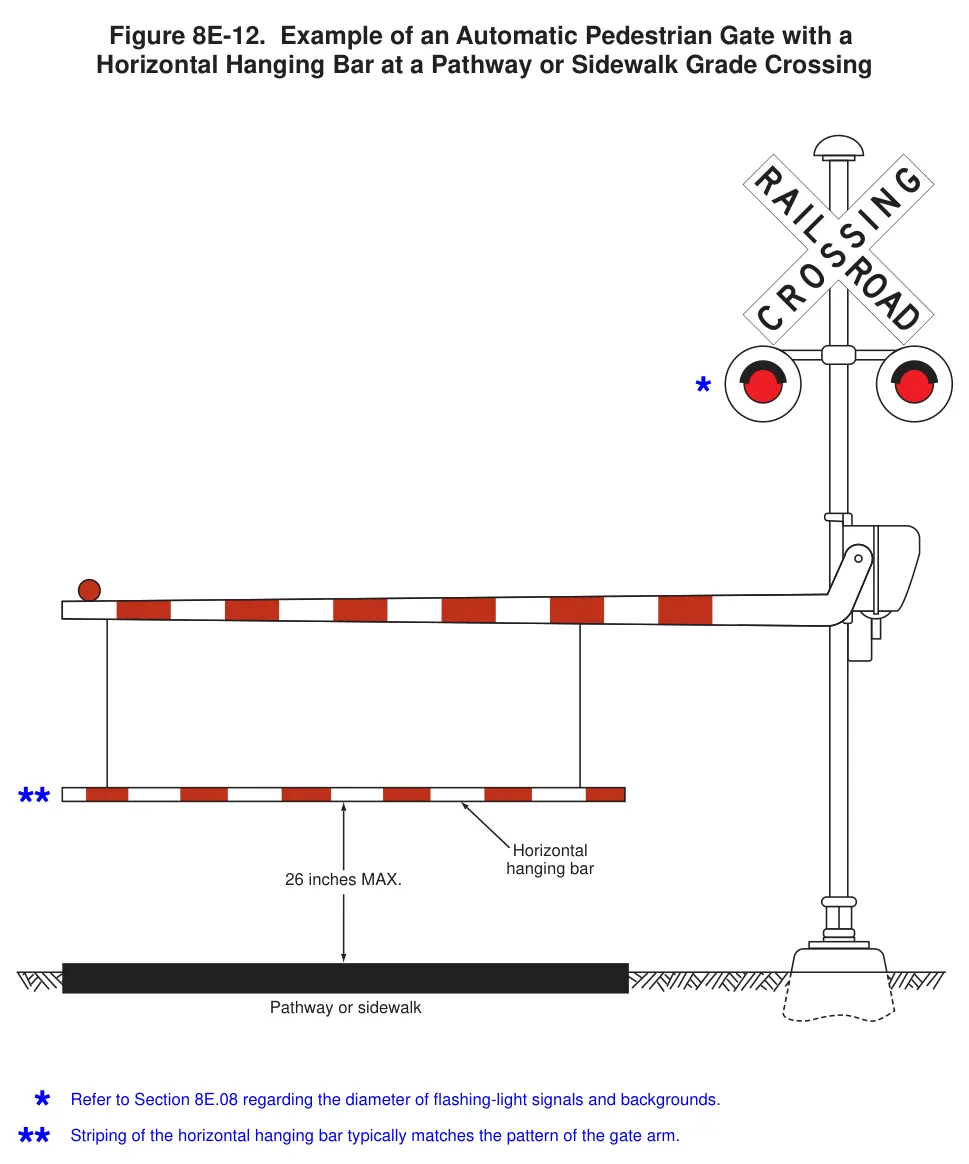 Figure 8E-12. Example of an Automatic Pedestrian Gate with a
Horizontal Hanging Bar at a Pathway or Sidewalk Grade Crossing
RAILROAD
CROSSING
*
**
Horizontal
hanging bar
26 inches MAX.
Pathway or sidewalk
* Refer to Section 8E.08 regarding the diameter of flashing-light signals and backgrounds.
** Striping of the horizontal hanging bar typically matches the pattern of the gate arm.